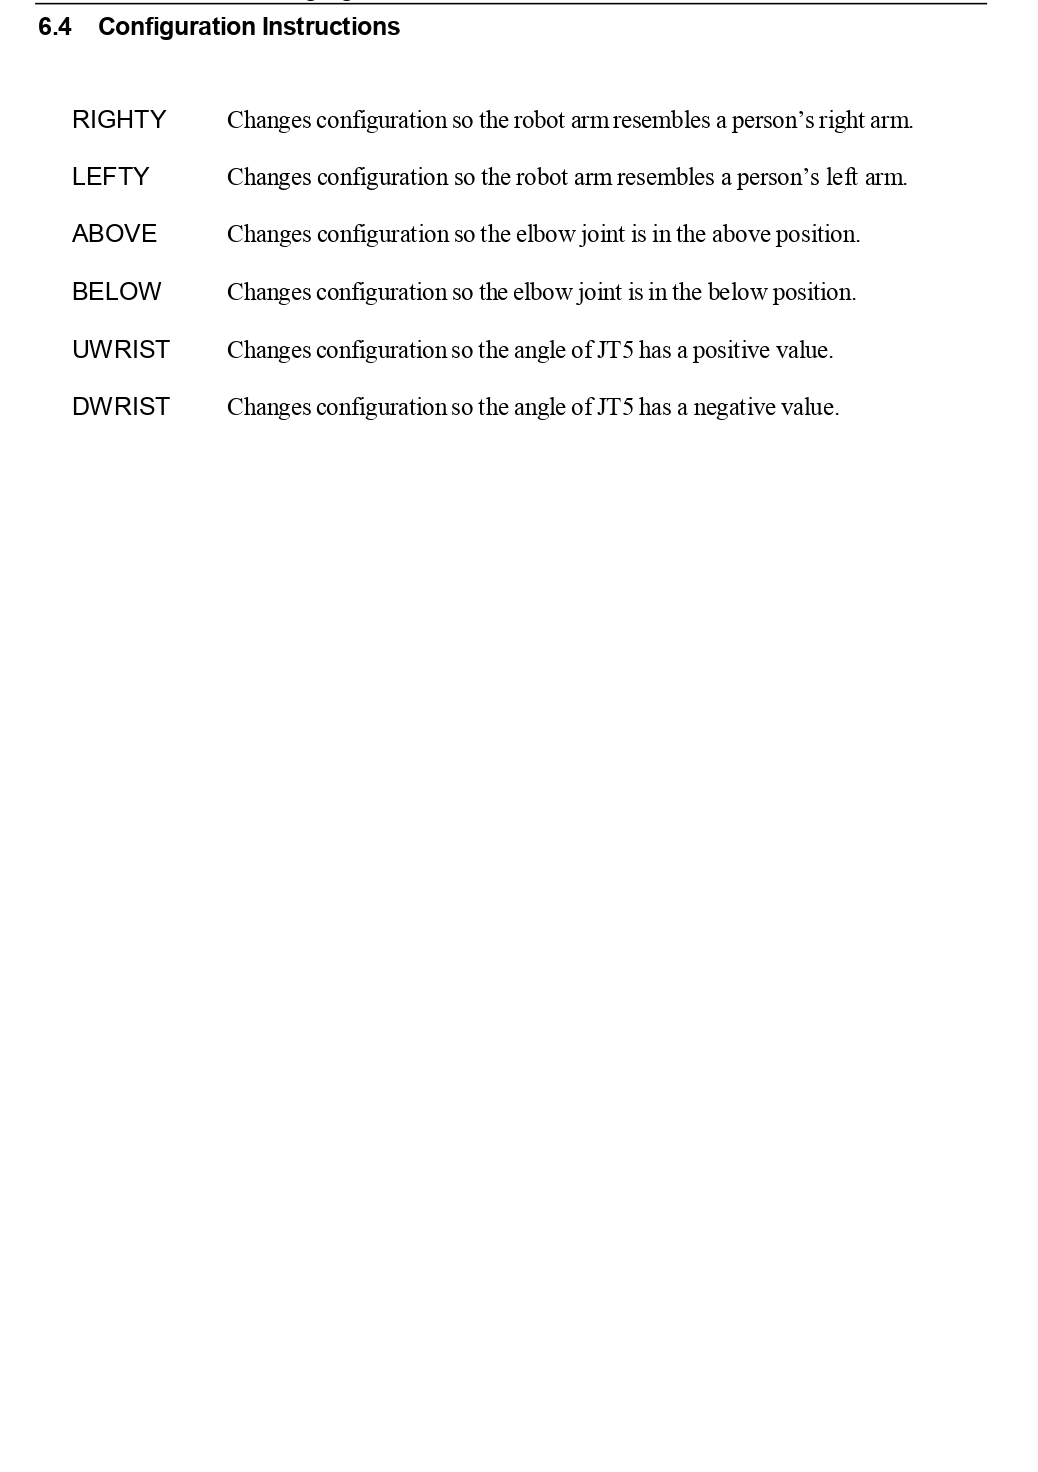 6.4 Configuration Instructions
RIGHTY Changes configuration so the robot arm resembles a person’s right arm.
LEFTY Changes configuration so the robot arm resembles a person’s left arm.
ABOVE Changes configuration so the elbow joint is in the above position.
BELOW Changes configuration so the elbow joint is in the below position.
UWRIST Changes configuration so the angle of JT5 has a positive value.
DWRIST Changes configuration so the angle of JT5 has a negative value.